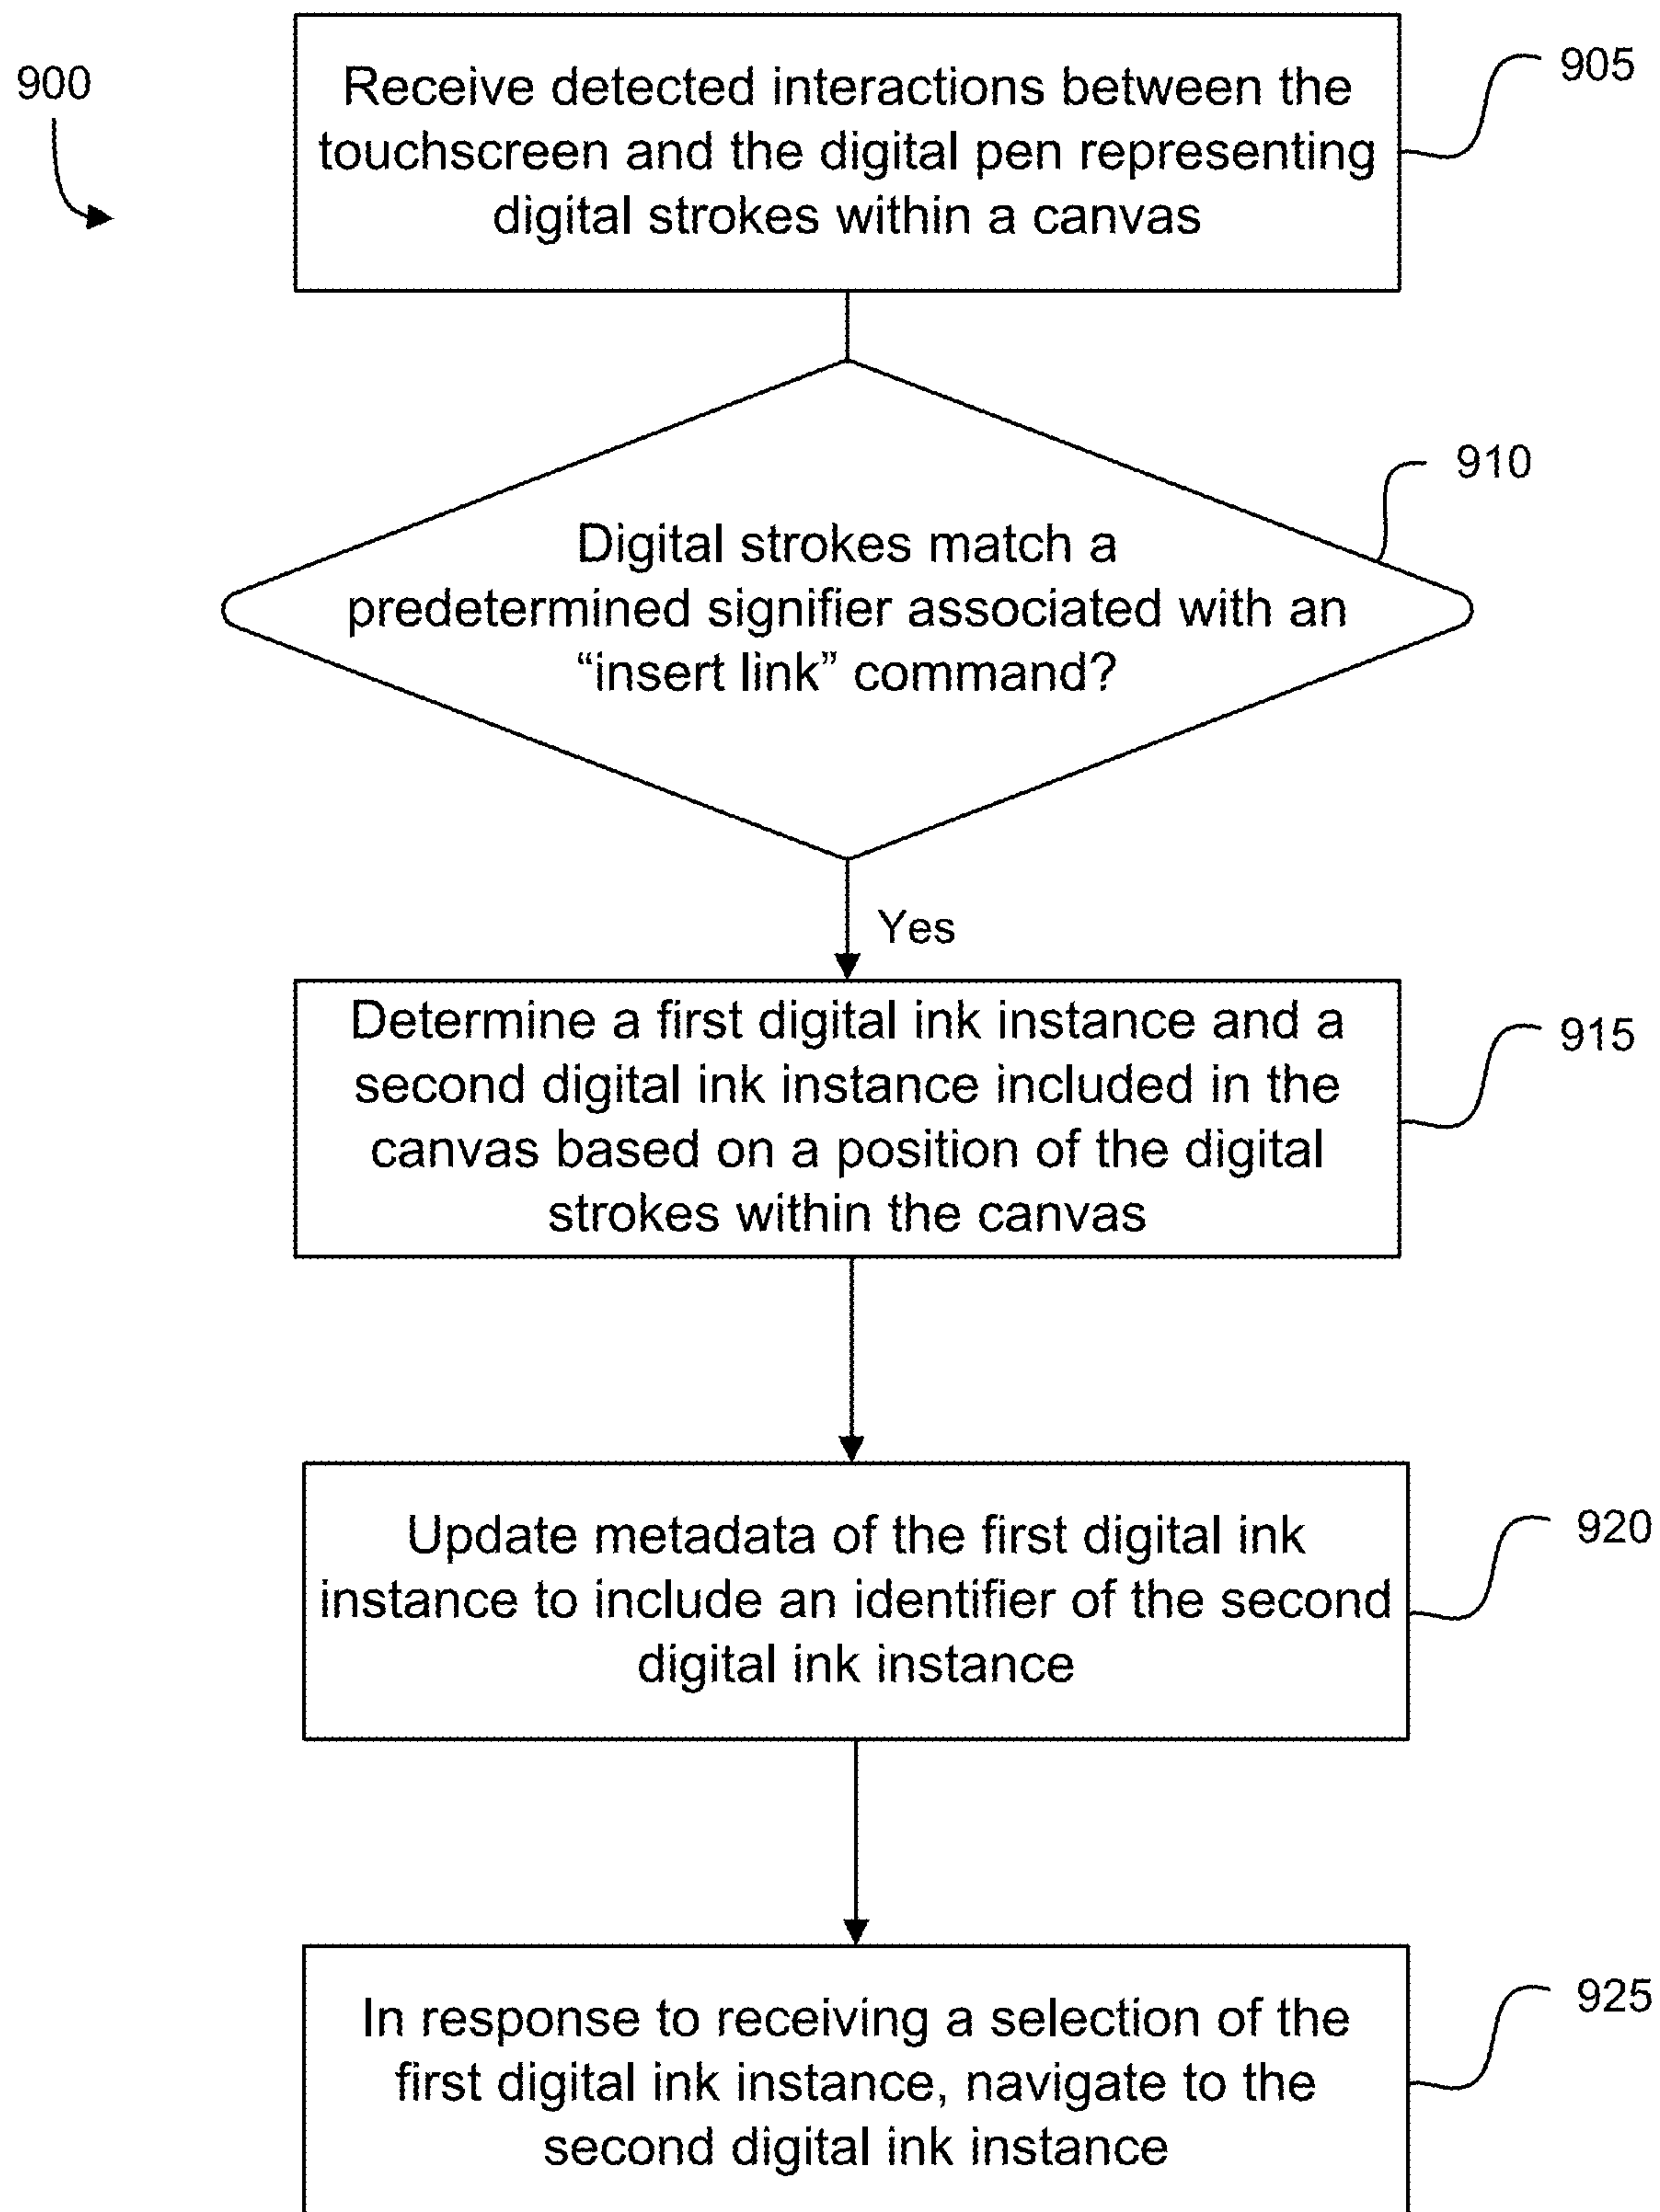 900
Receive detected interactions between the
touchscreen and the digital pen representing
digital strokes within a canvas
905
Digital strokes match a
predetermined signifier associated with an
“insert link” command?
910
Yes
Determine a first digital ink instance and a
second digital ink instance included in the
canvas based on a position of the digital
strokes within the canvas
915
Update metadata of the first digital ink
instance to include an identifier of the second
digital ink instance
920
In response to receiving a selection of the
first digital ink instance, navigate to the
second digital ink instance
925